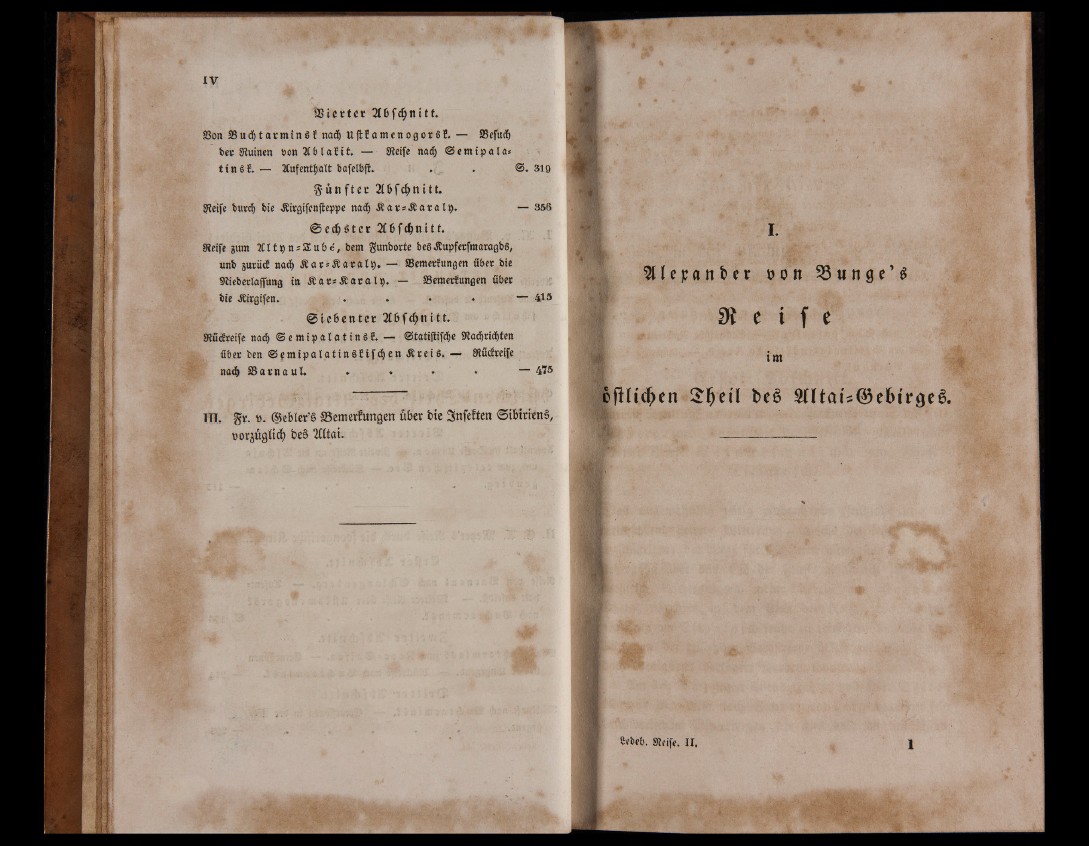 IV
Vierter Abschnitt.
Von Buchtarminsk nach Ustkamenogorsk. — Besuch
der Ruinen von Ablakit. — Reise nach Semipala-
tinsk. — Aufenthalt daselbst. . . S. 319
Fünfter Abschnitt.
Reise durch die Kirgisensteppe nach Kar-Karaly. — 356
Sechster Abschnitt.
Reise zum Altyn-Tubé, dem Fundorte des Kupfersmaragds,
und zurück nach Kar-Karaly. — Bemerkungen über die
Niederlassung in Kar-Karaly. — Bemerkungen über
die Kirgisen. . . . . — 415
Siebenter Abschnitt.
Rückreise nach Semipalatinsk. — Statistische Nachrichten
über den Semipalatinskischen Kreis. — Rückreise
nach Barnaul. . . . . — 475
III. Fr. v. Gebler's Bemerkungen über die Insekten Sibiriens,
vorzüglich des Altai.
I.
Alexander von Bunge's
Reise
im
östlichen Theil des Altai-Gebirges.
Ledeb. Reise. II.
1